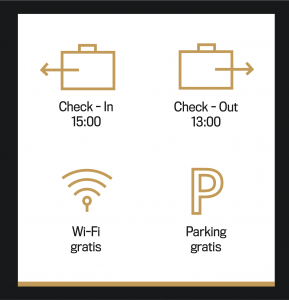 Check - In
15:00
Check - Out
13:00
Wi-Fi
gratis
P
Parking
gratis